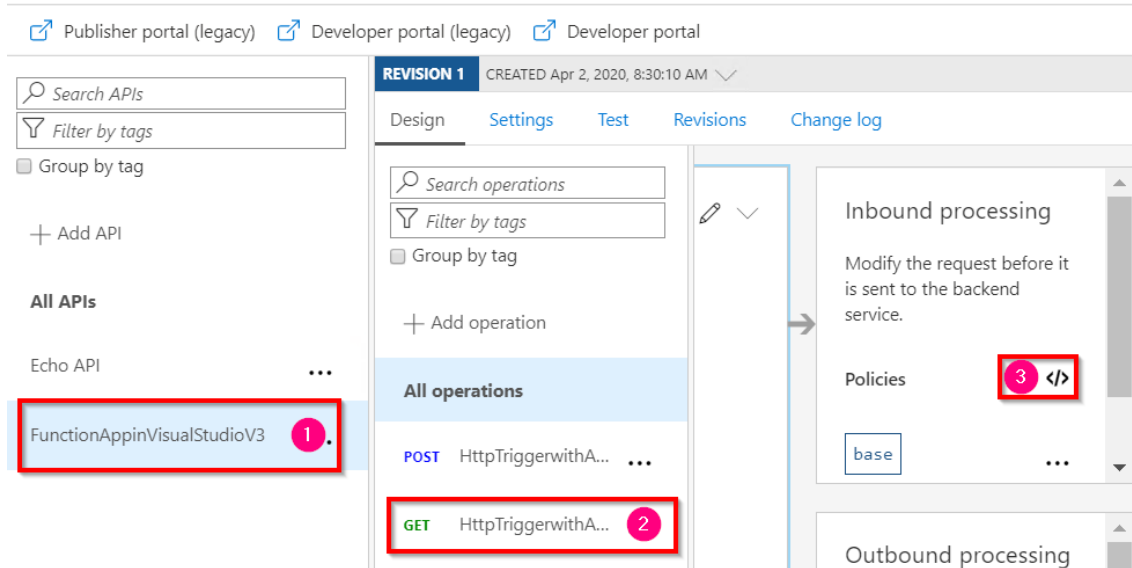 Publisher portal (legacy) Developer portal (legacy) Developer portal
Search APIs
Filter by tags
Group by tag
+ Add API
All APIs
Echo API ...
FunctionAppinVisualStudioV3 1 .
REVISION 1 CREATED Apr 2, 2020, 8:30:10 AM
Design Settings Test Revisions Change log
Search operations
Filter by tags
Group by tag
+ Add operation
All operations
POST HttpTriggerwithA... ...
GET HttpTriggerwithA... 2
Inbound processing
Modify the request before it
is sent to the backend
service.
Policies 3 </>
base ...
Outbound processing